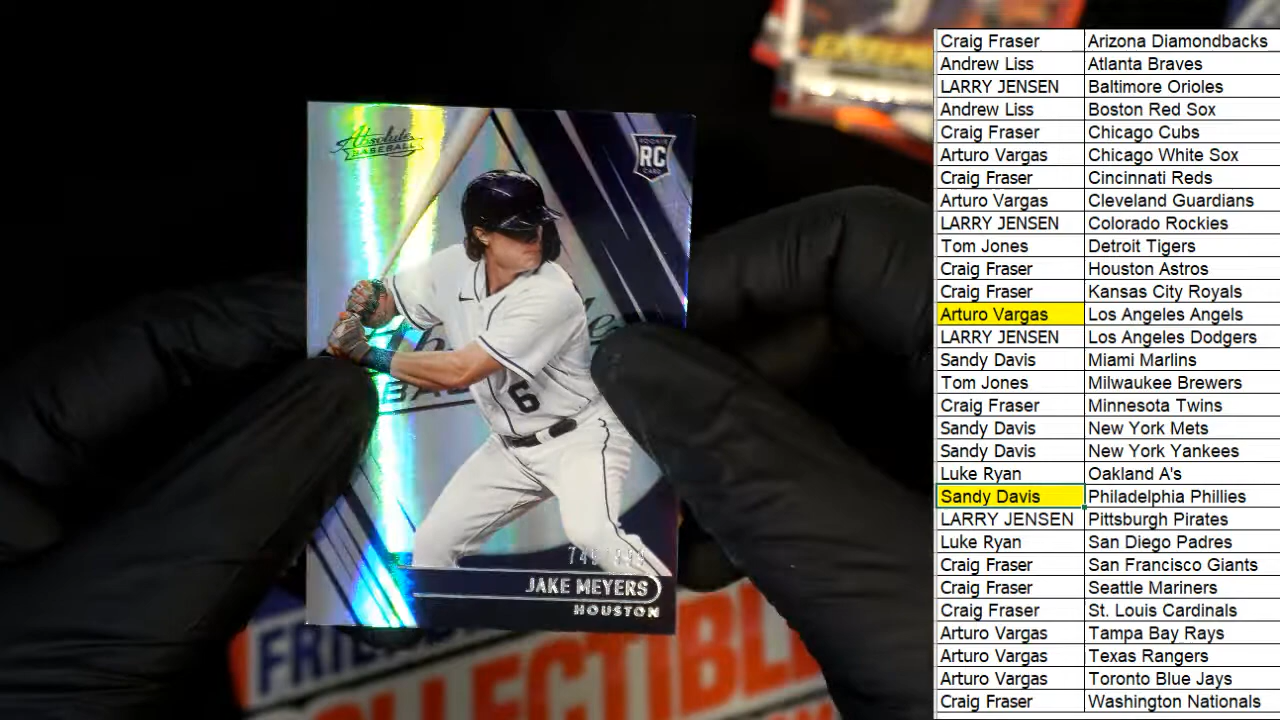 Absolute
BASEBALL
ROOKIE
RC
CARD
6
JAKE MEYERS
HOUSTON
Craig Fraser Arizona Diamondbacks
Andrew Liss Atlanta Braves
LARRY JENSEN Baltimore Orioles
Andrew Liss Boston Red Sox
Craig Fraser Chicago Cubs
Arturo Vargas Chicago White Sox
Craig Fraser Cincinnati Reds
Arturo Vargas Cleveland Guardians
LARRY JENSEN Colorado Rockies
Tom Jones Detroit Tigers
Craig Fraser Houston Astros
Craig Fraser Kansas City Royals
Arturo Vargas Los Angeles Angels
LARRY JENSEN Los Angeles Dodgers
Sandy Davis Miami Marlins
Tom Jones Milwaukee Brewers
Craig Fraser Minnesota Twins
Sandy Davis New York Mets
Sandy Davis New York Yankees
Luke Ryan Oakland A's
Sandy Davis Philadelphia Phillies
LARRY JENSEN Pittsburgh Pirates
Luke Ryan San Diego Padres
Craig Fraser San Francisco Giants
Craig Fraser Seattle Mariners
Craig Fraser St. Louis Cardinals
Arturo Vargas Tampa Bay Rays
Arturo Vargas Texas Rangers
Arturo Vargas Toronto Blue Jays
Craig Fraser Washington Nationals